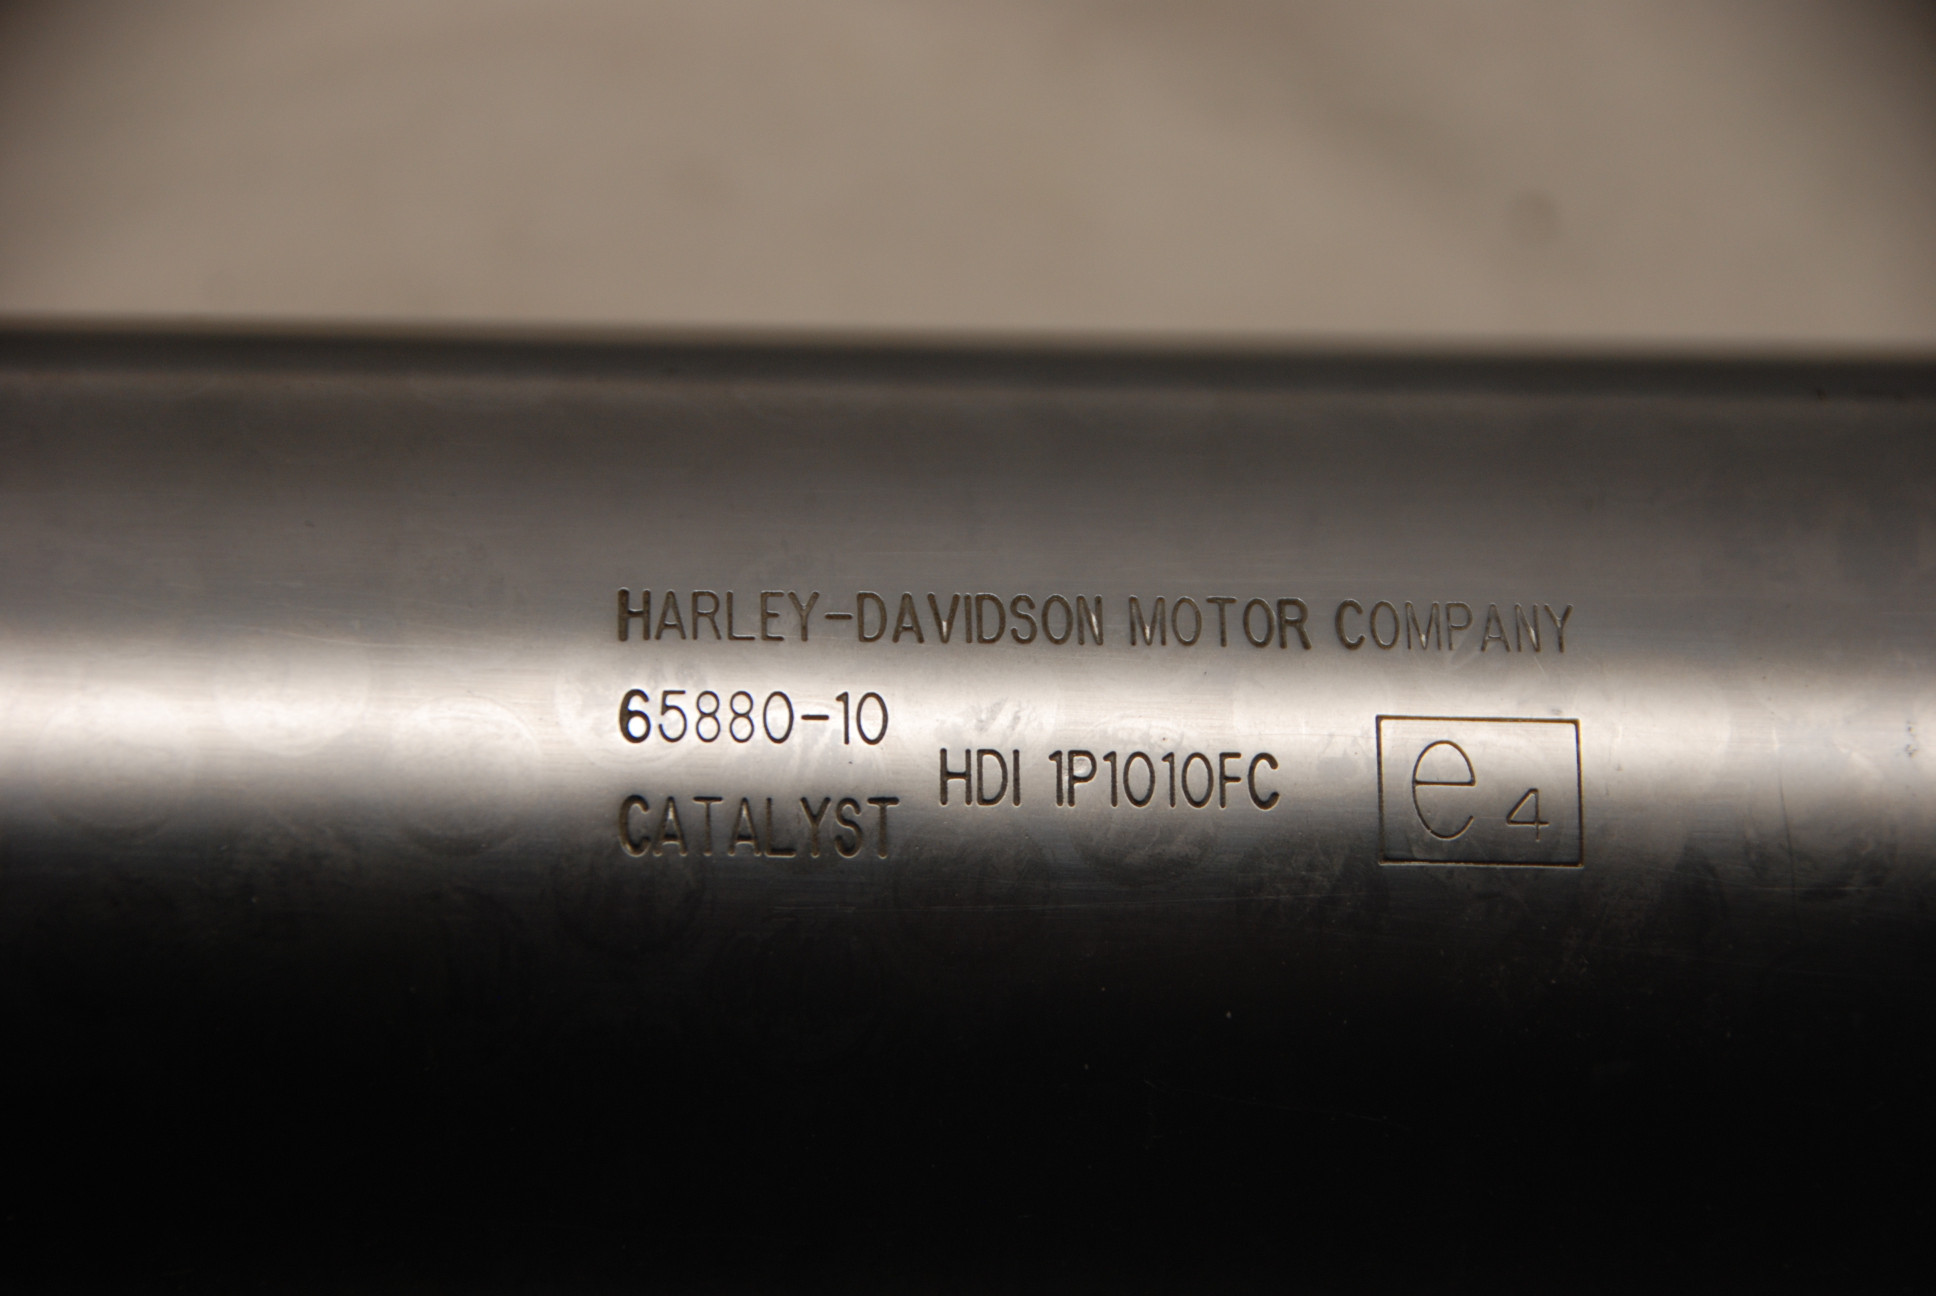 HARLEY-DAVIDSON MOTOR COMPANY
65880-10
HDI 1P1010FC
CATALYST
e4